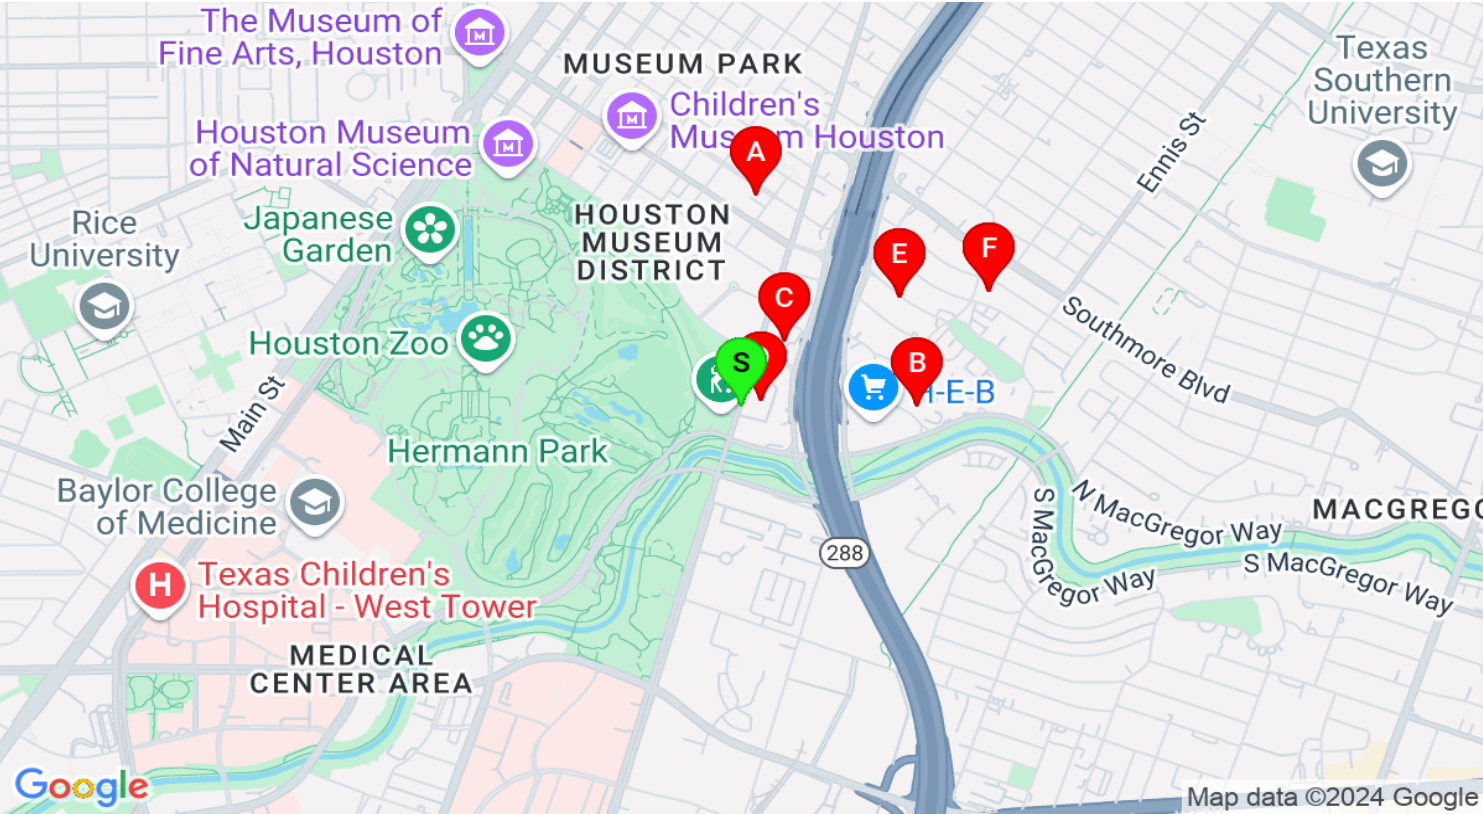 The Museum of
Fine Arts, Houston
MUSEUM PARK
Children's
Museum Houston
Texas
Southern
University
Houston Museum
of Natural Science
A
Ennis St
Rice
University
Japanese
Garden
HOUSTON
MUSEUM
DISTRICT
E
F
C
Houston Zoo
S
B
H-E-B
Southmore Blvd
Main St
Hermann Park
Baylor College
of Medicine
N MacGregor Way
S MacGregor Way
MACGREGO
S MacGregor Way
288
H
Texas Children's
Hospital - West Tower
MEDICAL
CENTER AREA
Google
Map data ©2024 Google